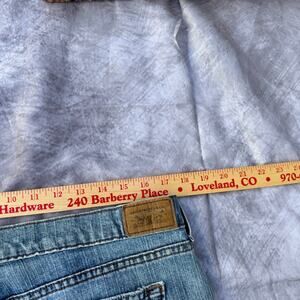 10 11 12 13 14 15 16 17 18 19 20 21 22 23
Hardware 240 Barberry Place • Loveland, CO • 970-